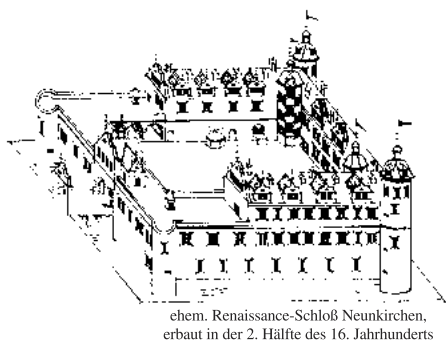 ehem. Renaissance-Schloß Neunkirchen,
erbaut in der 2. Hälfte des 16. Jahrhunderts